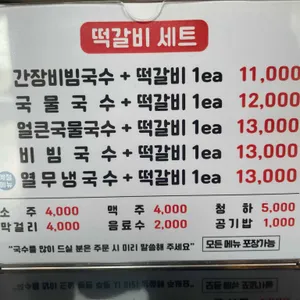 떡갈비 세트
간장비빔국수 + 떡갈비 1ea 11,000
국물국수 + 떡갈비 1ea 12,000
얼큰국물국수 + 떡갈비 1ea 13,000
비빔국수 + 떡갈비 1ea 13,000
열무냉국수 + 떡갈비 1ea 13,000
소주 4,000 맥주 4,000 청하 5,000
막걸리 4,000 음료수 2,000 공기밥 1,000
"국수를 많이 드실 분은 주문 시 미리 말씀해 주세요" 모든 메뉴 포장가능